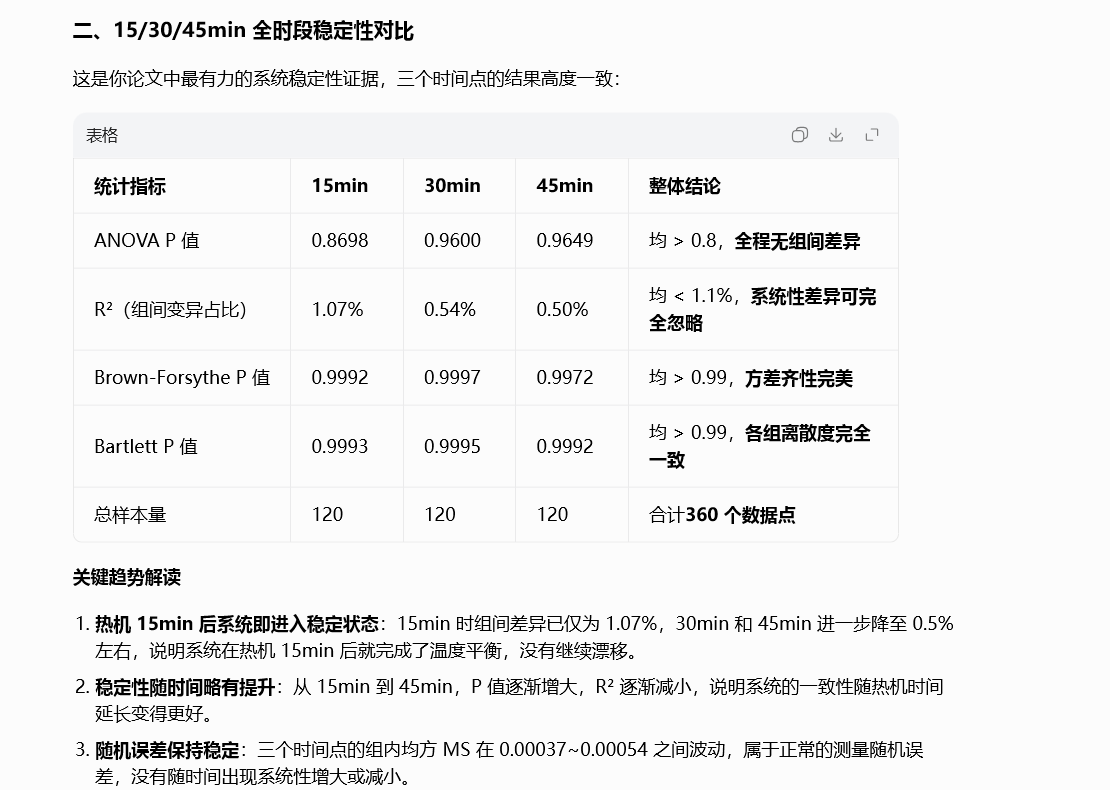 二、15/30/45min 全时段稳定性对比
这是你论文中最有力的系统稳定性证据，三个时间点的结果高度一致：
表格
统计指标 15min 30min 45min 整体结论
ANOVA P 值 0.8698 0.9600 0.9649 均 > 0.8，全程无组间差异
R²（组间变异占比） 1.07% 0.54% 0.50% 均 < 1.1%，系统性差异可完
全忽略
Brown-Forsythe P 值 0.9992 0.9997 0.9972 均 > 0.99，方差齐性完美
Bartlett P 值 0.9993 0.9995 0.9992 均 > 0.99，各组离散度完全
一致
总样本量 120 120 120 合计360 个数据点
关键趋势解读
1. 热机 15min 后系统即进入稳定状态：15min 时组间差异已仅为 1.07%，30min 和 45min 进一步降至 0.5%
左右，说明系统在热机 15min 后就完成了温度平衡，没有继续漂移。
2. 稳定性随时间略有提升：从 15min 到 45min，P 值逐渐增大，R² 逐渐减小，说明系统的一致性随热机时间
延长变得更好。
3. 随机误差保持稳定：三个时间点的组内均方 MS 在 0.00037~0.00054 之间波动，属于正常的测量随机误
差，没有随时间出现系统性增大或减小。